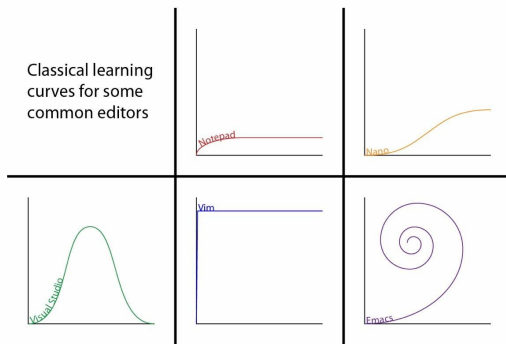 Classical learning
curves for some
common editors
Notepad
Nano
Visual Studio
Vim
Emacs